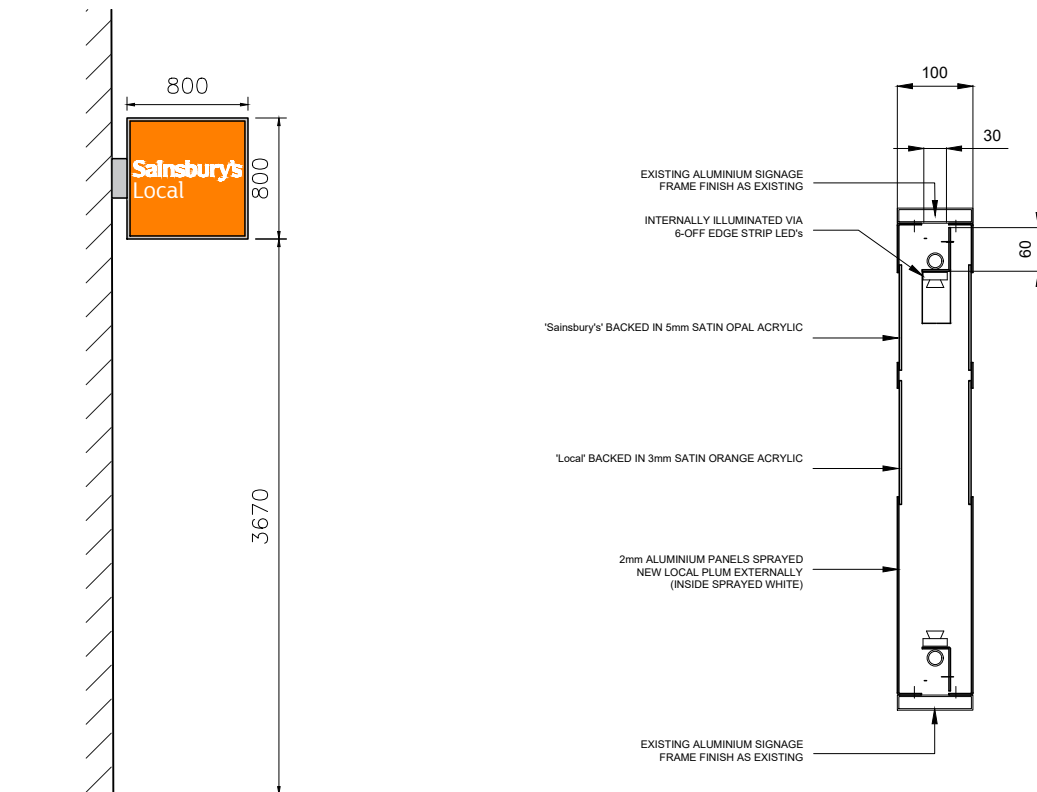 800
Sainsbury's
Local
800
3670
100
30
EXISTING ALUMINIUM SIGNAGE
FRAME FINISH AS EXISTING
INTERNALLY ILLUMINATED VIA
6-OFF EDGE STRIP LED's
60
'Sainsbury's' BACKED IN 5mm SATIN OPAL ACRYLIC
'Local' BACKED IN 3mm SATIN ORANGE ACRYLIC
2mm ALUMINIUM PANELS SPRAYED
NEW LOCAL PLUM EXTERNALLY
(INSIDE SPRAYED WHITE)
EXISTING ALUMINIUM SIGNAGE
FRAME FINISH AS EXISTING